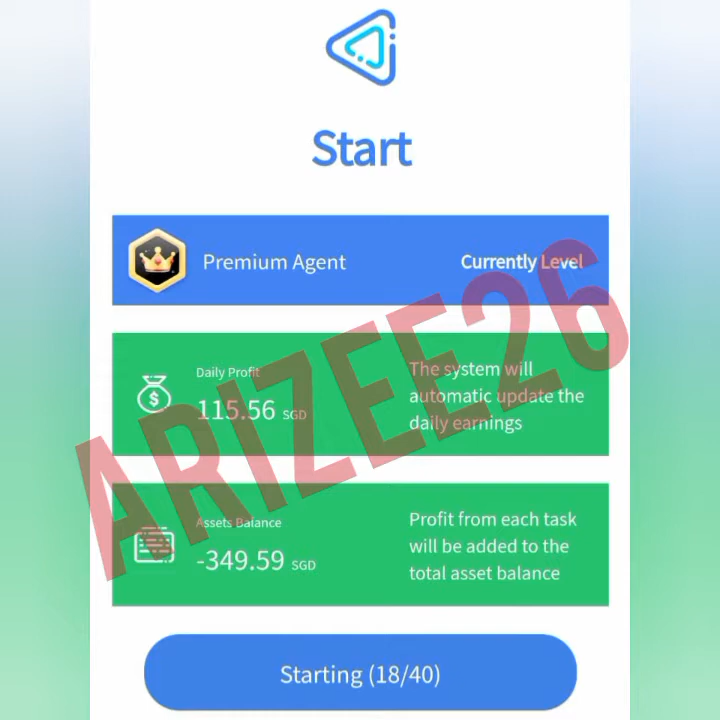 Start
Premium Agent
Currently Level
Daily Profit
115.56 SGD
The system will
automatic update the
daily earnings
Assets Balance
-349.59 SGD
Profit from each task
will be added to the
total asset balance
Starting (18/40)
ARIZEE26